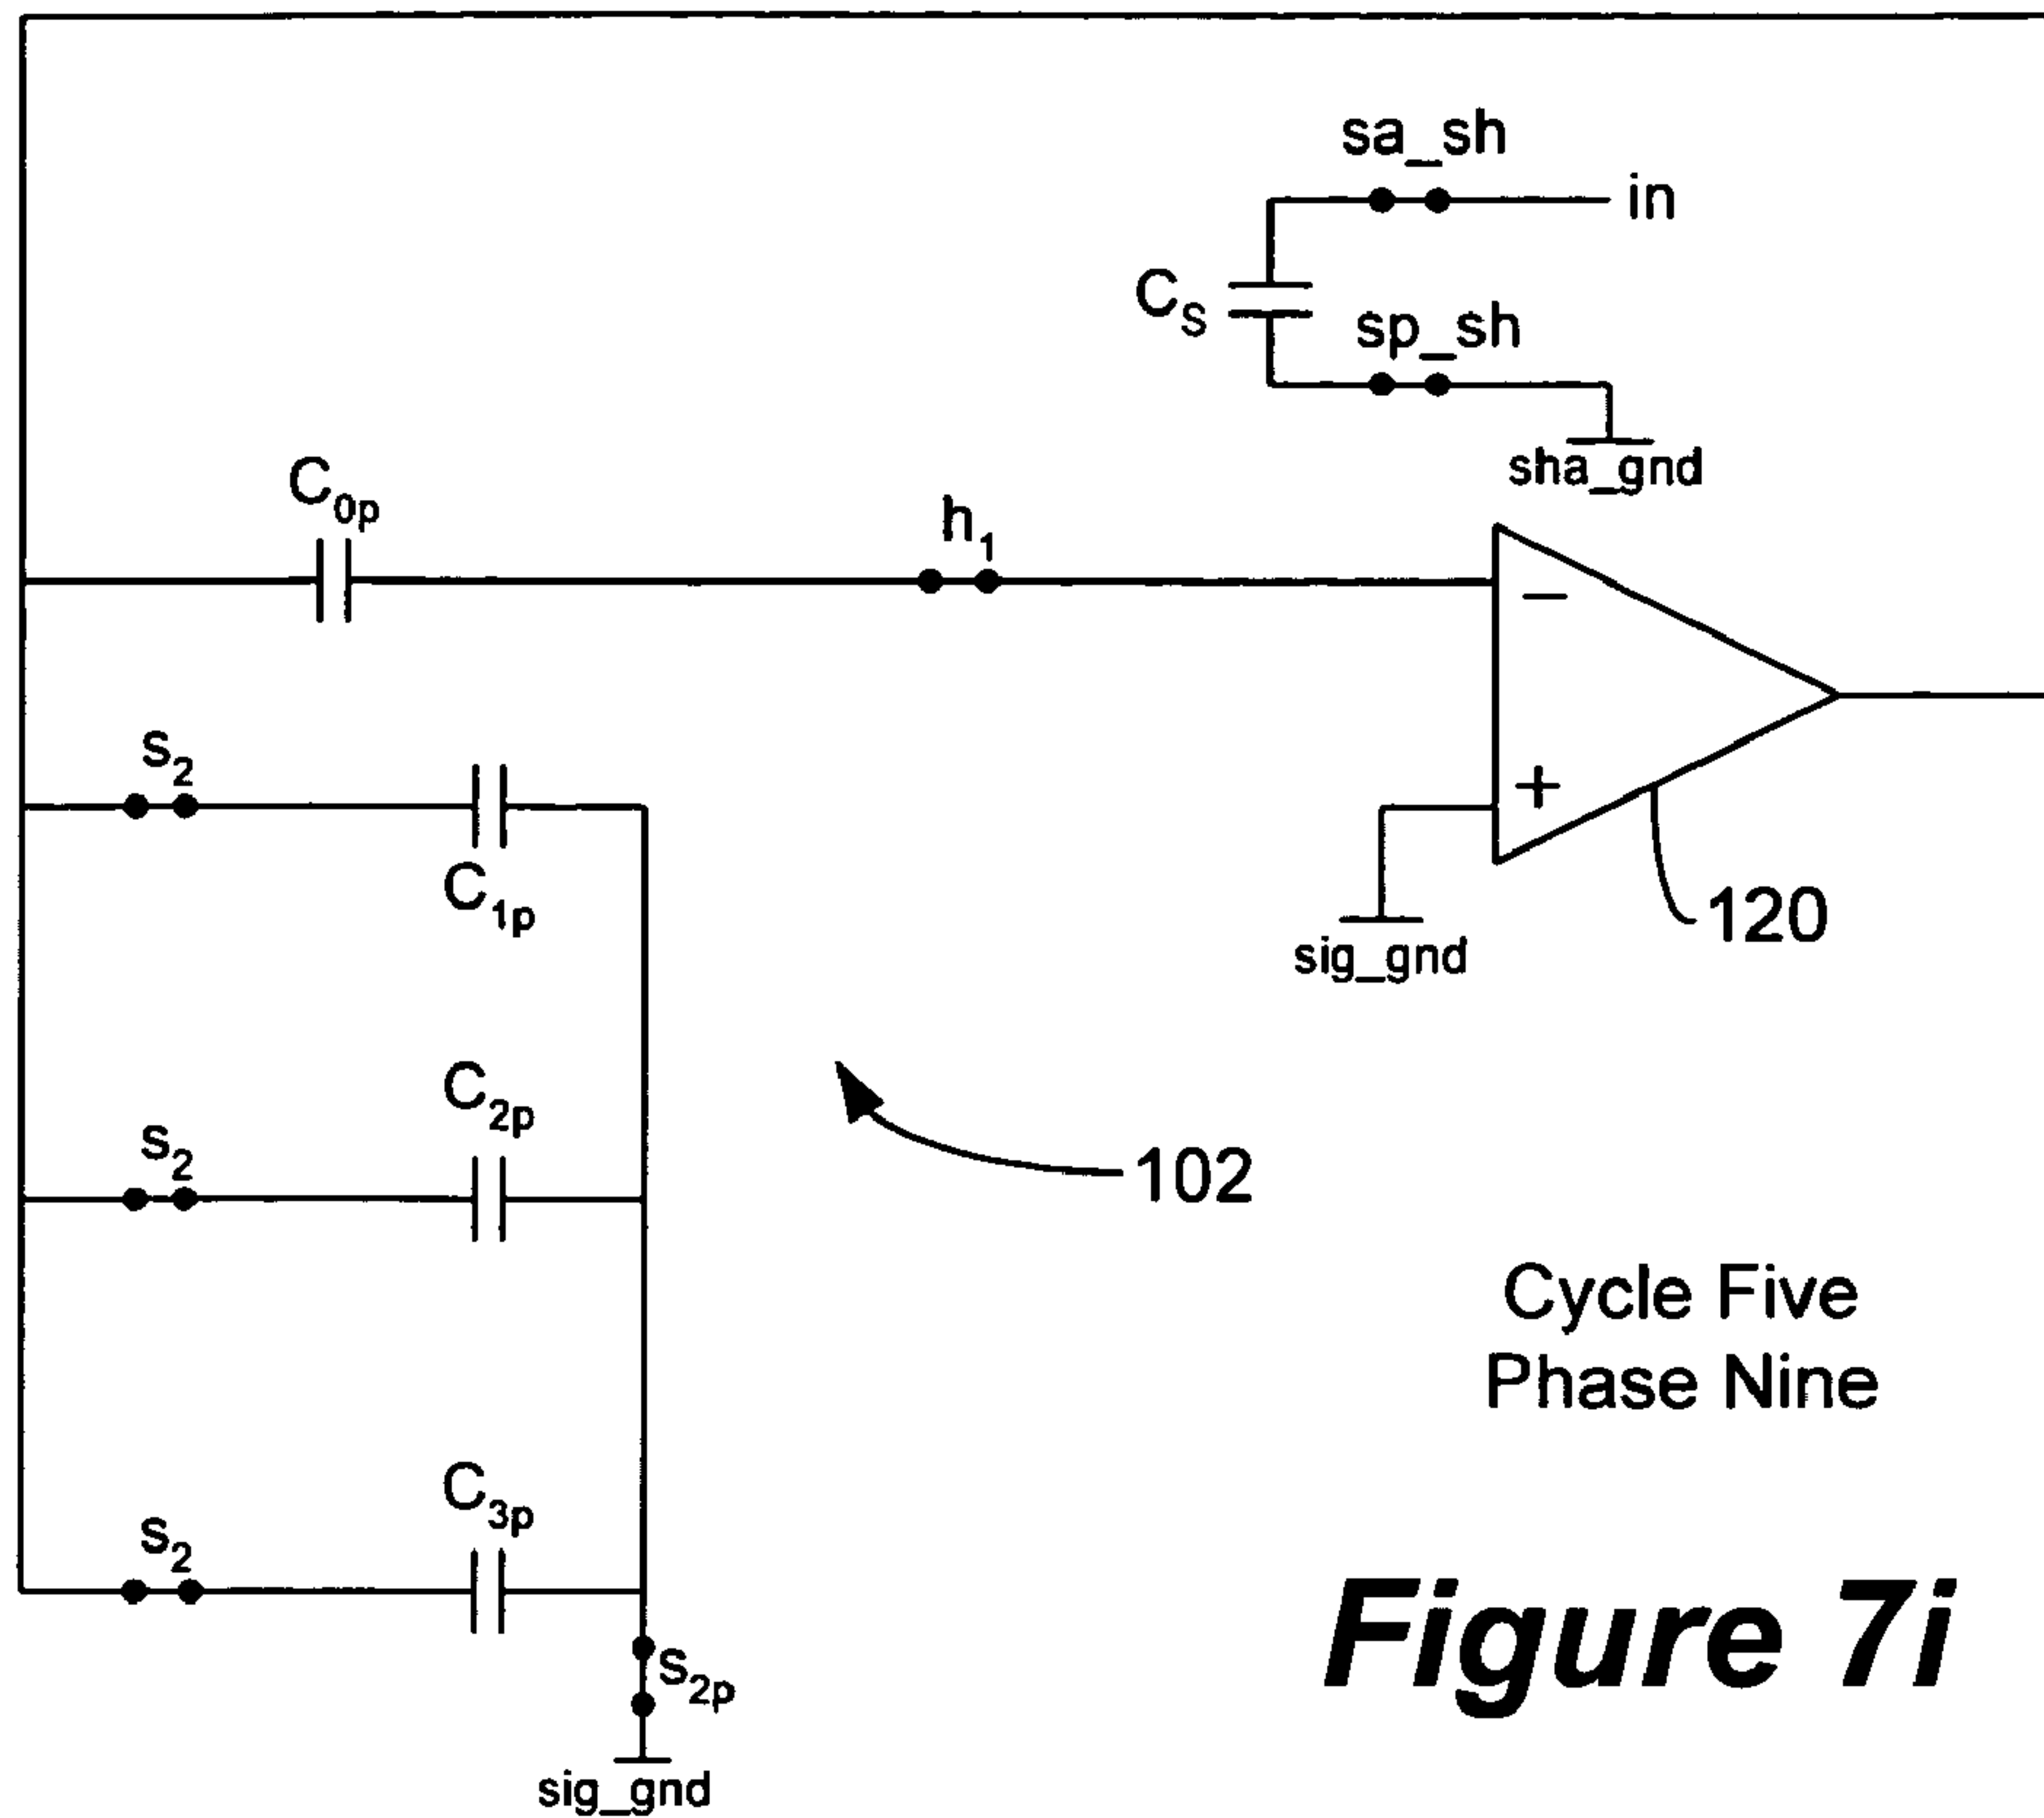 sa_sh
in
C_S
sp_sh
sha_gnd
C_0p
h_1
−
s_2
+
C_1p
120
sig_gnd
C_2p
s_2
102
Cycle Five
Phase Nine
C_3p
s_2
Figure 7i
s_2p
sig_gnd